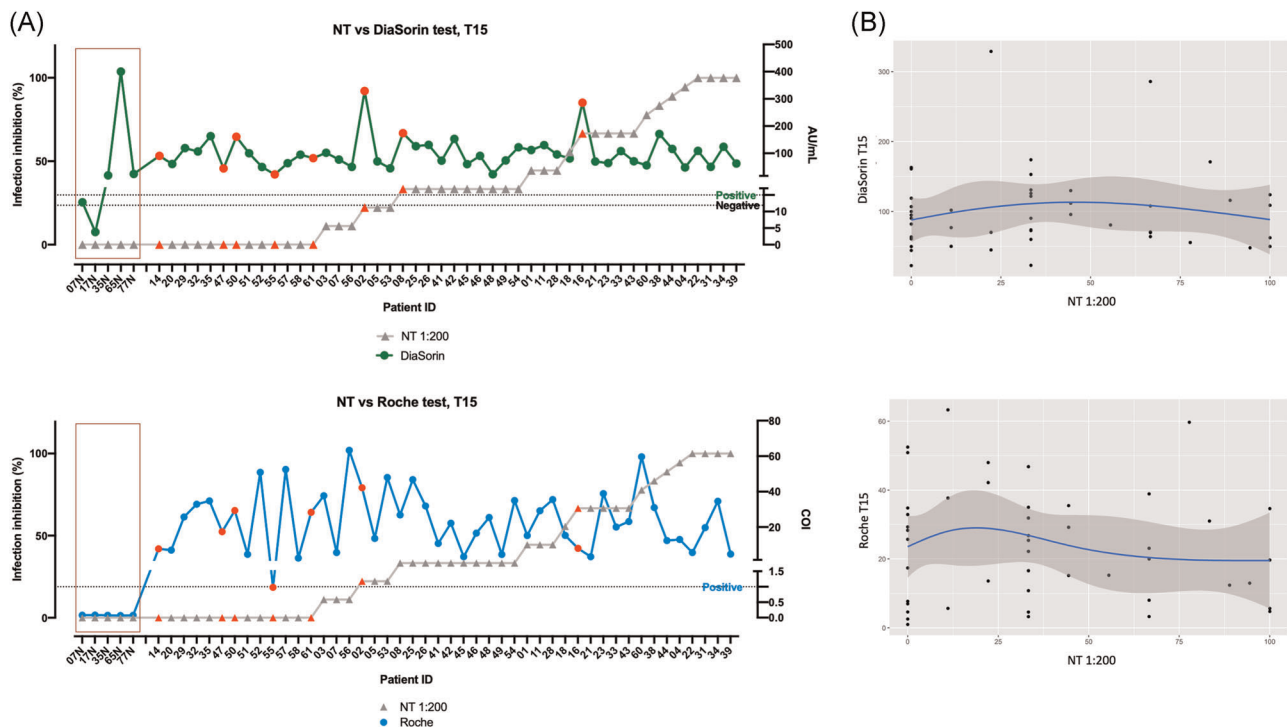 (A)
NT vs DiaSorin test, T15
Infection inhibition (%)
100
50
0
500
400
300
200
100
10
5
0
AU/mL
Positive
Negative
07N 17N 35N 65N 77N 14 20 29 32 35 47 50 51 52 55 57 58 61 03 07 56 02 05 53 08 25 26 41 42 45 46 48 49 54 01 11 28 18 16 21 23 33 43 60 38 44 04 22 31 34 39
Patient ID
NT 1:200
DiaSorin
NT vs Roche test, T15
Infection inhibition (%)
100
50
0
80
60
40
20
1.5
0.5
0.0
COI
Positive
07N 17N 35N 65N 77N 14 20 29 32 35 47 50 51 52 55 57 58 61 03 07 56 02 05 53 08 25 26 41 42 45 46 48 49 54 01 11 28 18 16 21 23 33 43 60 38 44 04 22 31 34 39
Patient ID
NT 1:200
Roche
(B)
DiaSorin T15
300
200
100
0 25 50 75 100
NT 1:200
Roche T15
60
40
20
0
0 25 50 75 100
NT 1:200